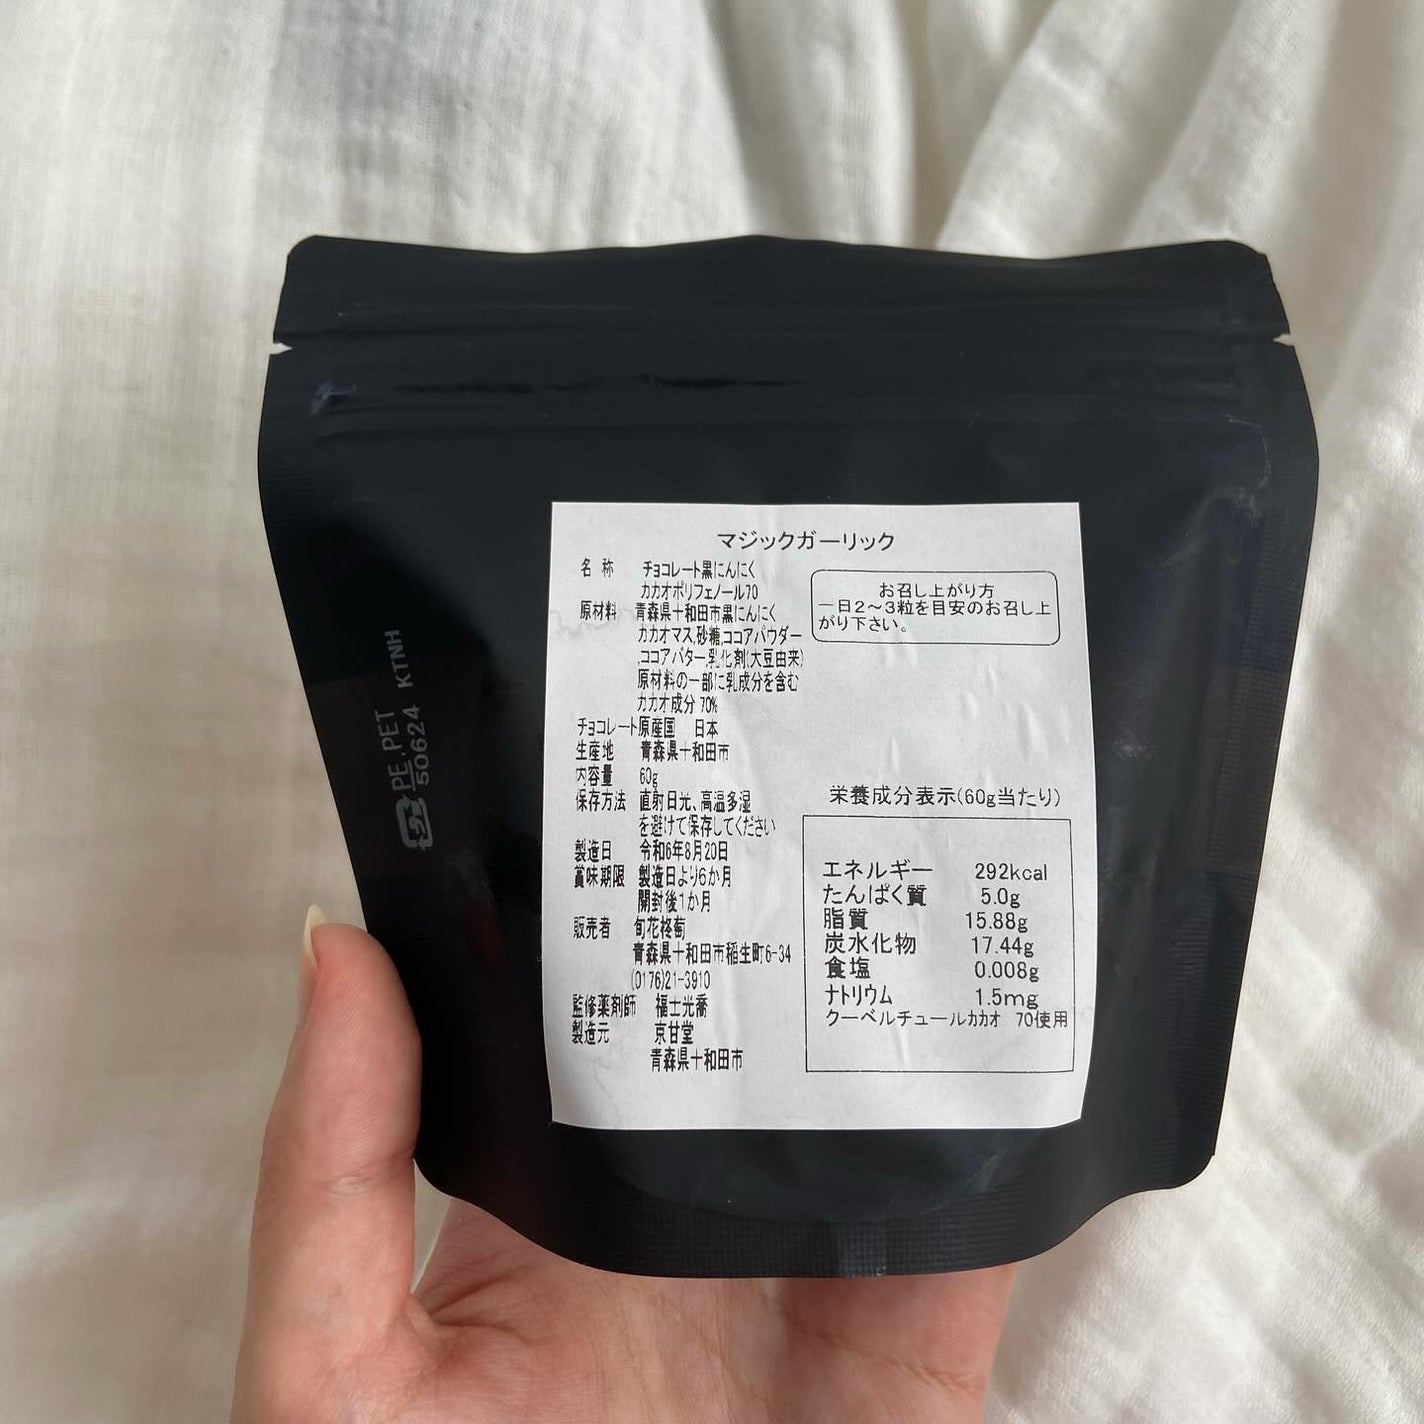 マジックガーリック
名 称 チョコレート黒にんにく
カカオポリフェノール70
原材料 青森県十和田市黒にんにく
カカオマス,砂糖,ココアパウダー
,ココアバター,乳化剤(大豆由来)
原材料の一部に乳成分を含む
カカオ成分 70%
チョコレート原産国 日本
生産地 青森県十和田市
内容量 60g
保存方法 直射日光、高温多湿
を避けて保存してください
製造日 令和6年8月20日
賞味期限 製造日より6か月
開封後1か月
販売者 旬花柊萄
青森県十和田市稲生町6-34
(0176)21-3910
監修薬剤師 福士光喬
製造元 京甘堂
青森県十和田市
お召し上がり方
一日2～3粒を目安のお召し上
がり下さい。
栄養成分表示(60g当たり)
エネルギー 292kcal
たんぱく質 5.0g
脂質 15.88g
炭水化物 17.44g
食塩 0.008g
ナトリウム 1.5mg
クーベルチュールカカオ 70使用
プラ PE,PET
50624 KTNH